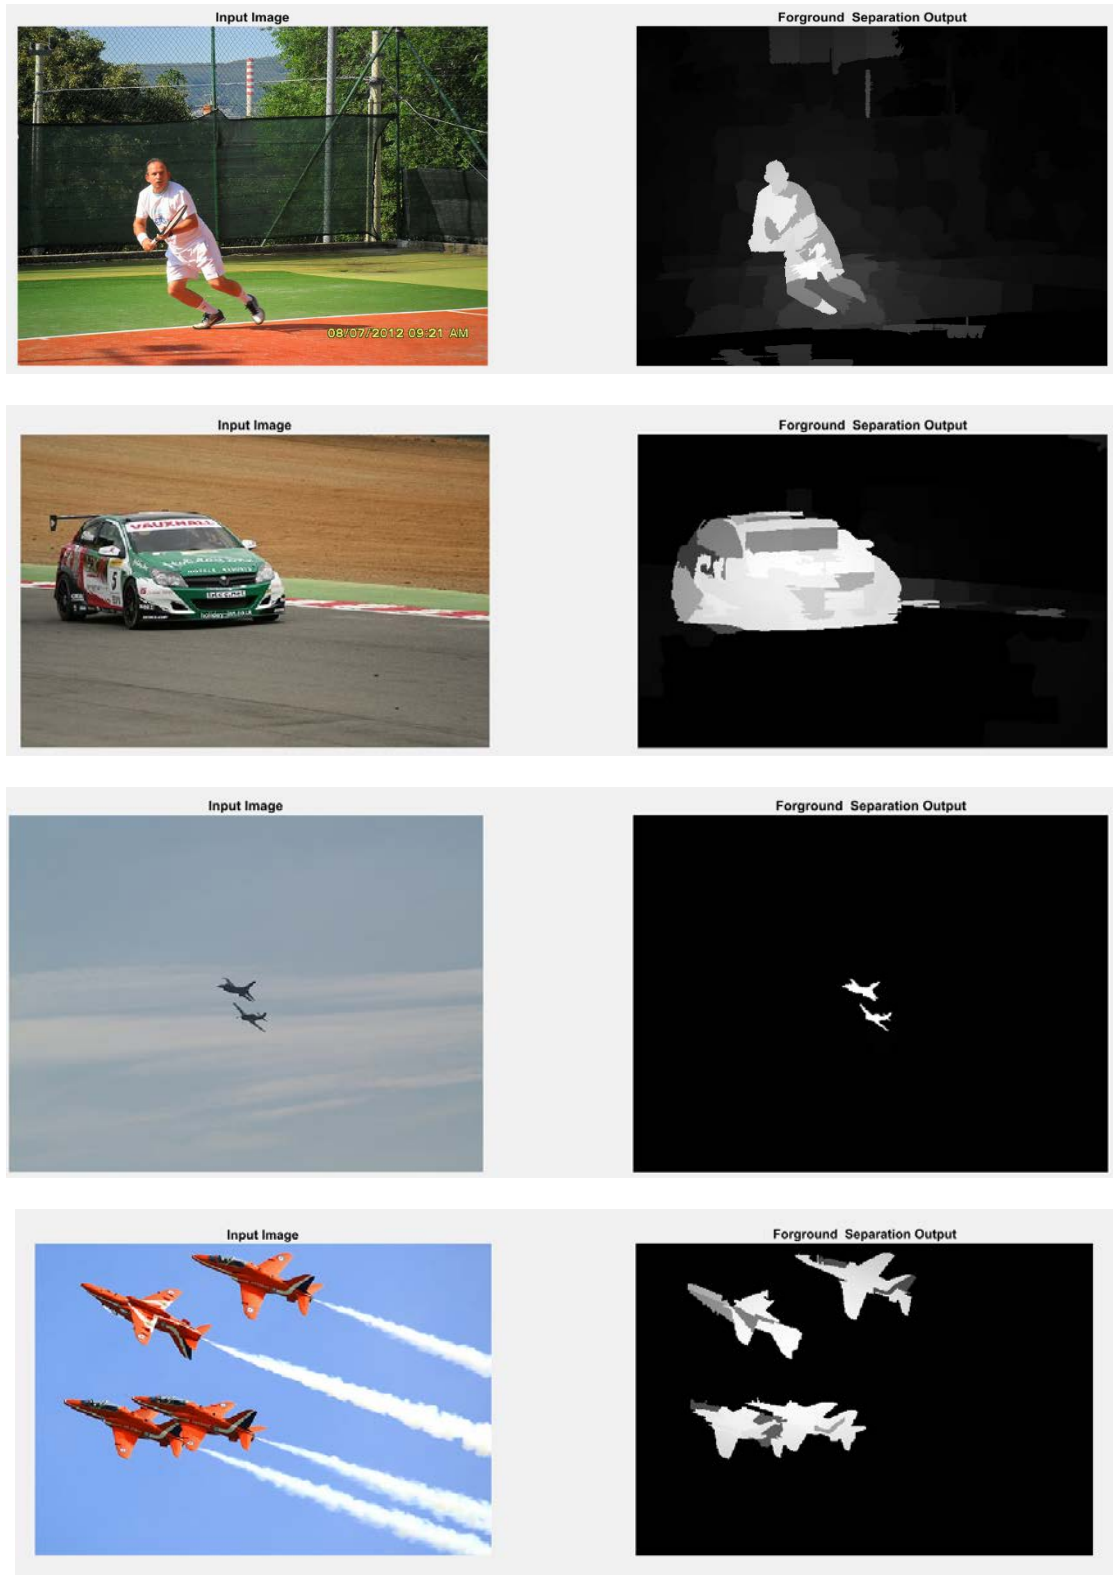 Input Image
Forground  Separation Output
08/07/2012 09:21 AM
Input Image
Forground  Separation Output
VAUXHALL
5
Input Image
Forground  Separation Output
Input Image
Forground  Separation Output